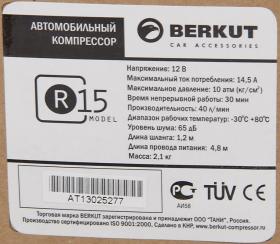 АВТОМОБИЛЬНЫЙ
КОМПРЕССОР
BERKUT
CAR ACCESSORIES
R15
MODEL
Напряжение: 12 В
Максимальный ток потребления: 14,5 А
Максимальное давление: 10 атм (кг/см²)
Время непрерывной работы: 30 мин
Производительность: 40 л/мин
Диапазон рабочих температур: -30°C +80°C
Уровень шума: 65 дБ
Длина шланга: 1,2 м
Длина провода питания: 4,8 м
Масса: 2,1 кг
AT13025277
АИ58
TÜV CE
Торговая марка BERKUT зарегистрирована и принадлежит ООО "ТАНИ", Россия.
Производство сертифицировано по ISO 9001:2000, www.berkut-compressor.ru